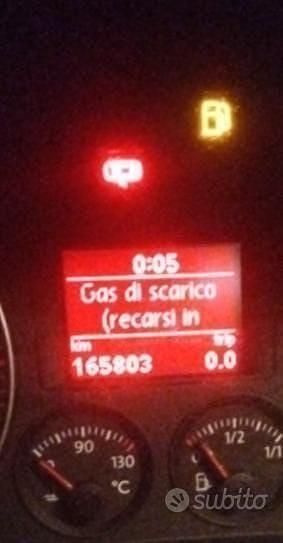 0:05
Gas di scarico
(recarsi in
km trip
165803 0.0
90 1/2
130 1/1
°C
subito